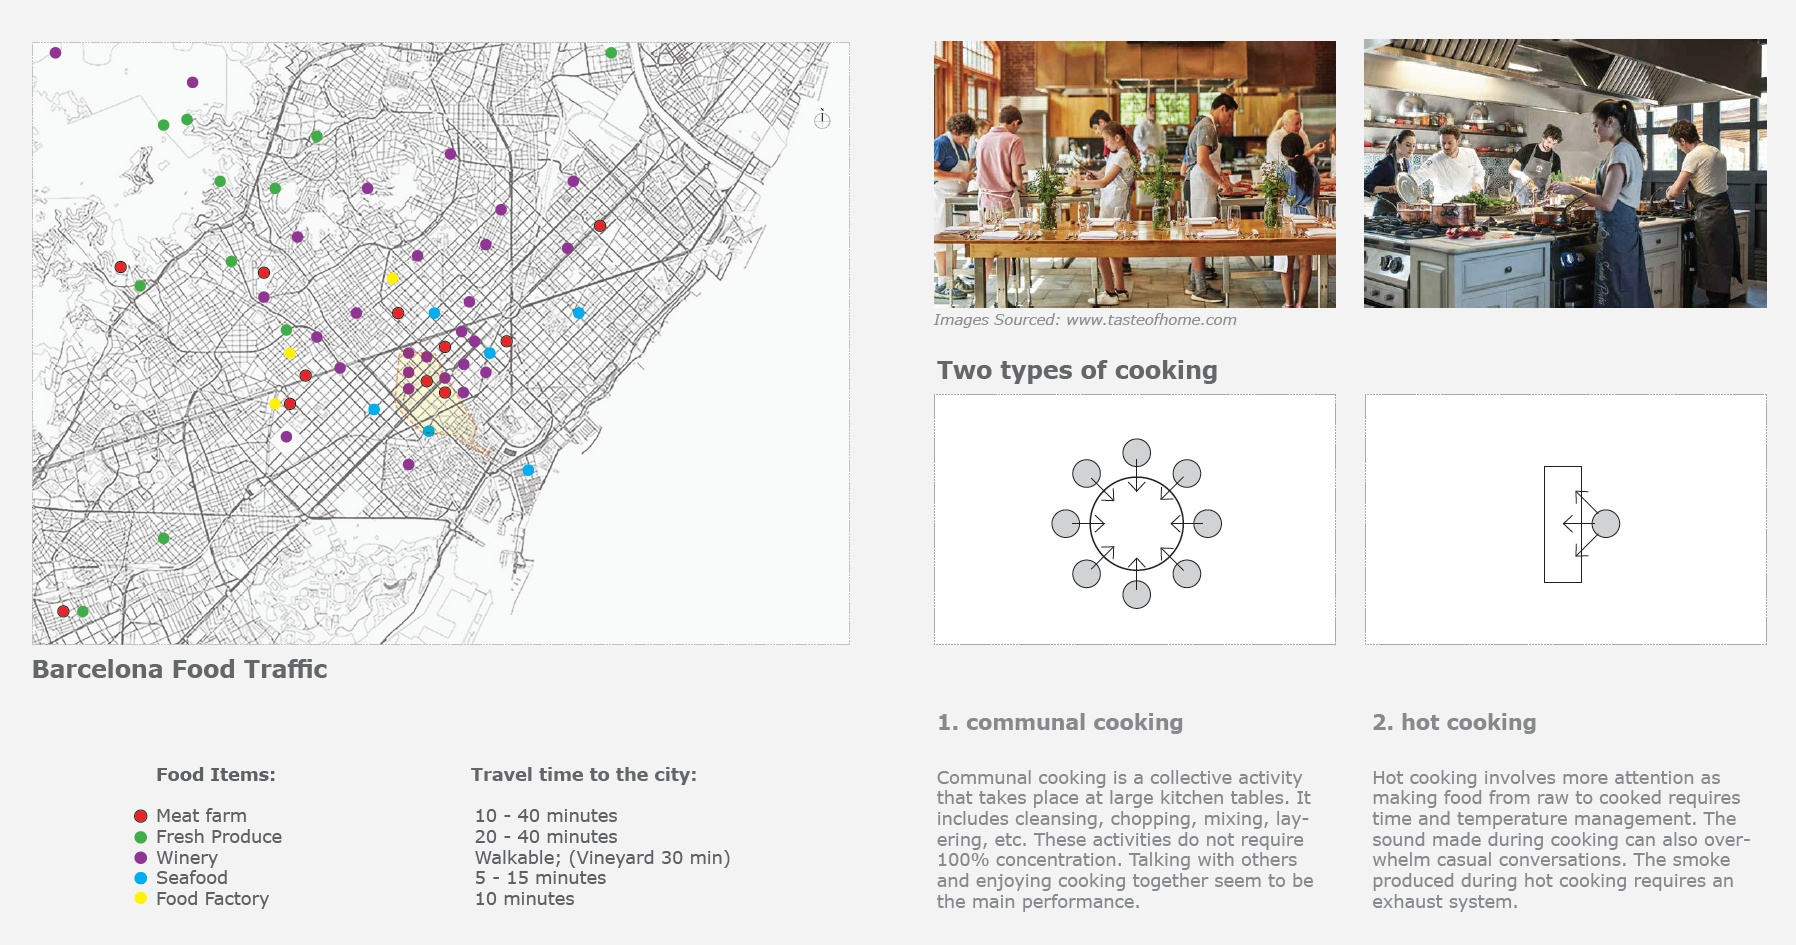 Images Sourced: www.tasteofhome.com
Two types of cooking
Barcelona Food Traffic
Food Items:
Travel time to the city:
Meat farm
10 - 40 minutes
Fresh Produce
20 - 40 minutes
Winery
Walkable; (Vineyard 30 min)
Seafood
5 - 15 minutes
Food Factory
10 minutes
1. communal cooking
Communal cooking is a collective activity
that takes place at large kitchen tables. It
includes cleansing, chopping, mixing, lay-
ering, etc. These activities do not require
100% concentration. Talking with others
and enjoying cooking together seem to be
the main performance.
2. hot cooking
Hot cooking involves more attention as
making food from raw to cooked requires
time and temperature management. The
sound made during cooking can also over-
whelm casual conversations. The smoke
produced during hot cooking requires an
exhaust system.